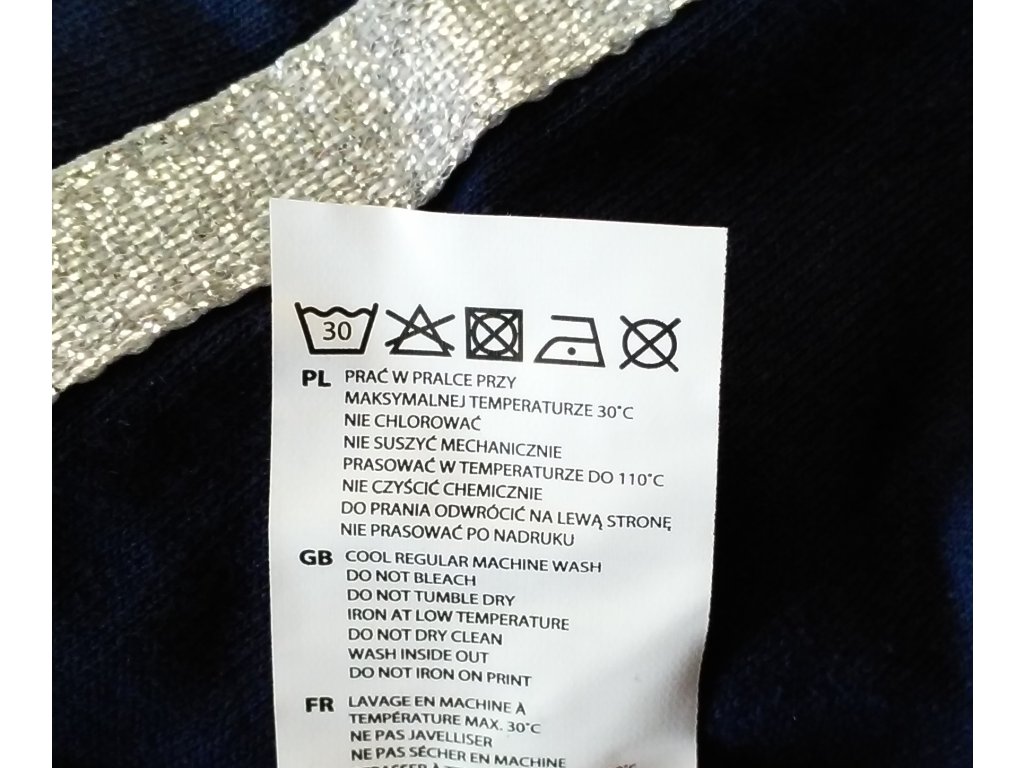 30
PL PRAĆ W PRALCE PRZY
MAKSYMALNEJ TEMPERATURZE 30˚C
NIE CHLOROWAĆ
NIE SUSZYĆ MECHANICZNIE
PRASOWAĆ W TEMPERATURZE DO 110˚C
NIE CZYŚCIĆ CHEMICZNIE
DO PRANIA ODWRÓCIĆ NA LEWĄ STRONĘ
NIE PRASOWAĆ PO NADRUKU
GB COOL REGULAR MACHINE WASH
DO NOT BLEACH
DO NOT TUMBLE DRY
IRON AT LOW TEMPERATURE
DO NOT DRY CLEAN
WASH INSIDE OUT
DO NOT IRON ON PRINT
FR LAVAGE EN MACHINE À
TEMPÉRATURE MAX. 30˚C
NE PAS JAVELLISER
NE PAS SÉCHER EN MACHINE